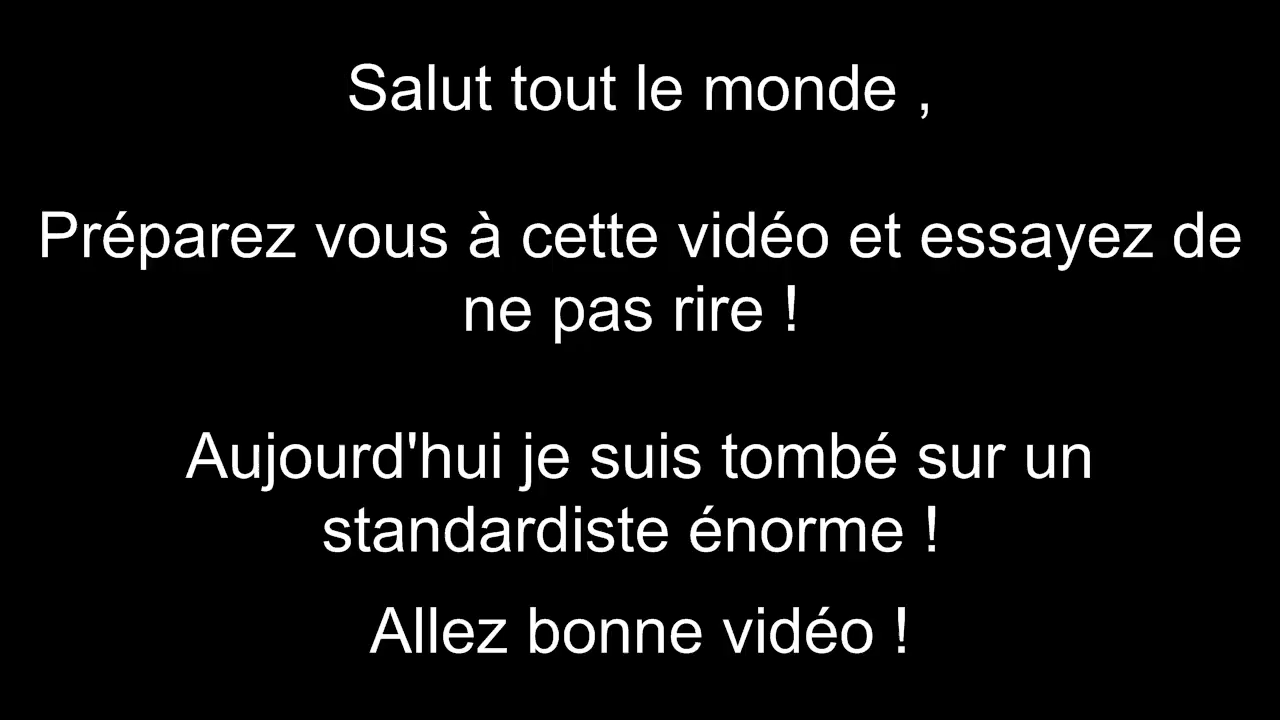 Salut tout le monde ,
Préparez vous à cette vidéo et essayez de
ne pas rire !
Aujourd'hui je suis tombé sur un
standardiste énorme !
Allez bonne vidéo !